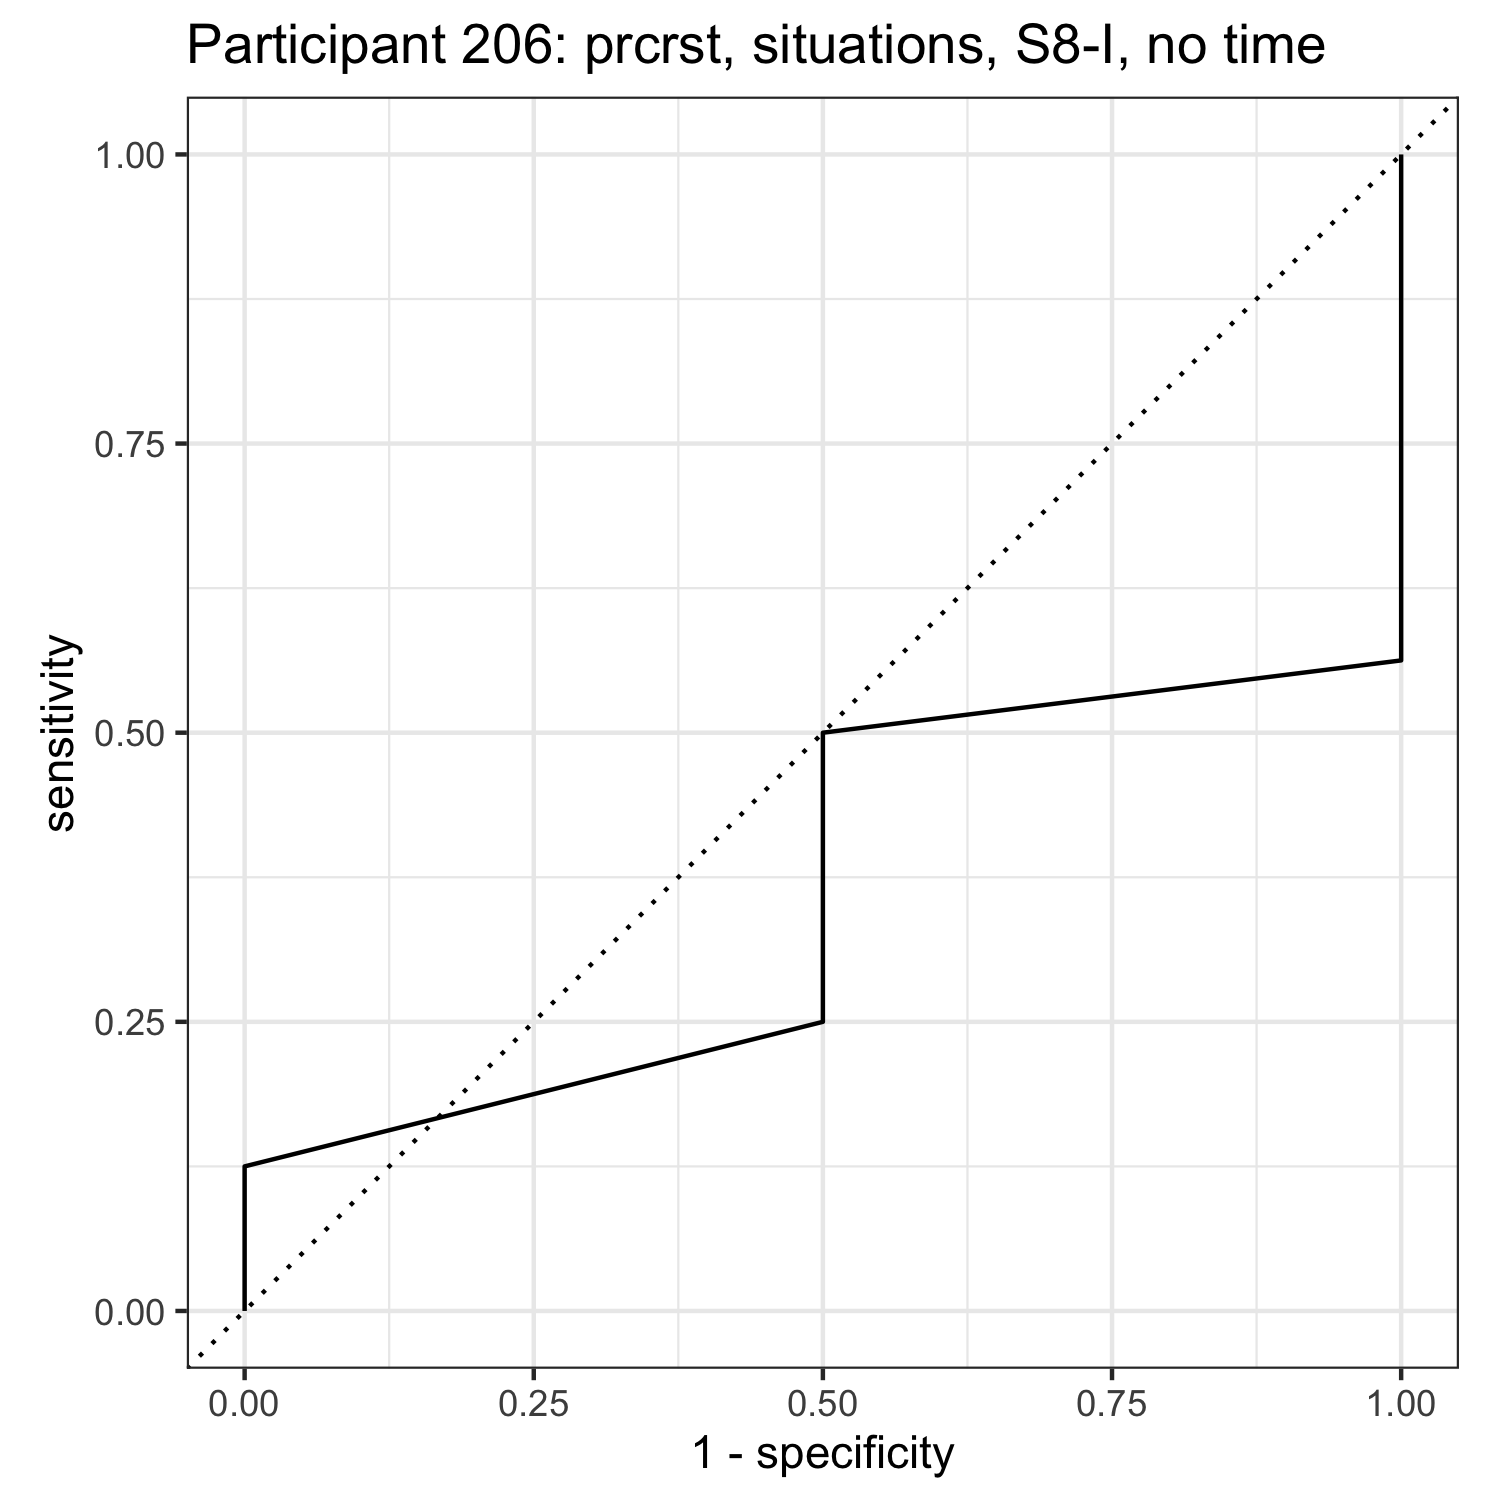 Participant 206: prcrst, situations, S8-I, no time
1.00
0.75
0.50
0.25
0.00
sensitivity
0.00 0.25 0.50 0.75 1.00
1 - specificity